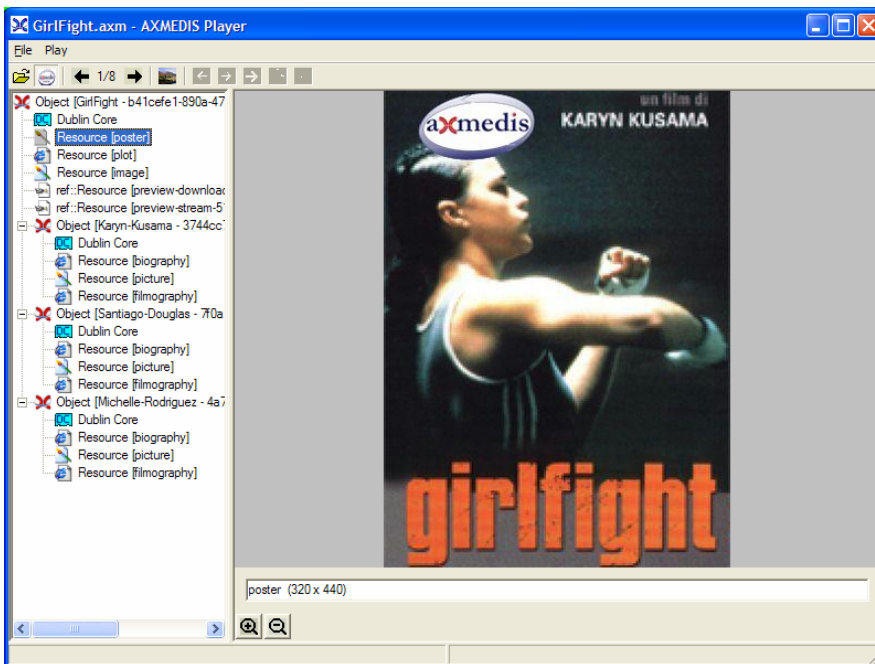 GirlFight.axm - AXMEDIS Player
File Play
1/8
Object [GirlFight - b41cefe1-890a-47
Dublin Core
Resource [poster]
Resource [plot]
Resource [image]
ref::Resource [preview-download
ref::Resource [preview-stream-5
Object [Karyn-Kusama - 3744cc
Dublin Core
Resource [biography]
Resource [picture]
Resource [filmography]
Object [Santiago-Douglas - 7f0a
Dublin Core
Resource [biography]
Resource [picture]
Resource [filmography]
Object [Michelle-Rodriguez - 4a7
Dublin Core
Resource [biography]
Resource [picture]
Resource [filmography]
un film di
axmedis
KARYN KUSAMA
girlfight
poster (320 x 440)